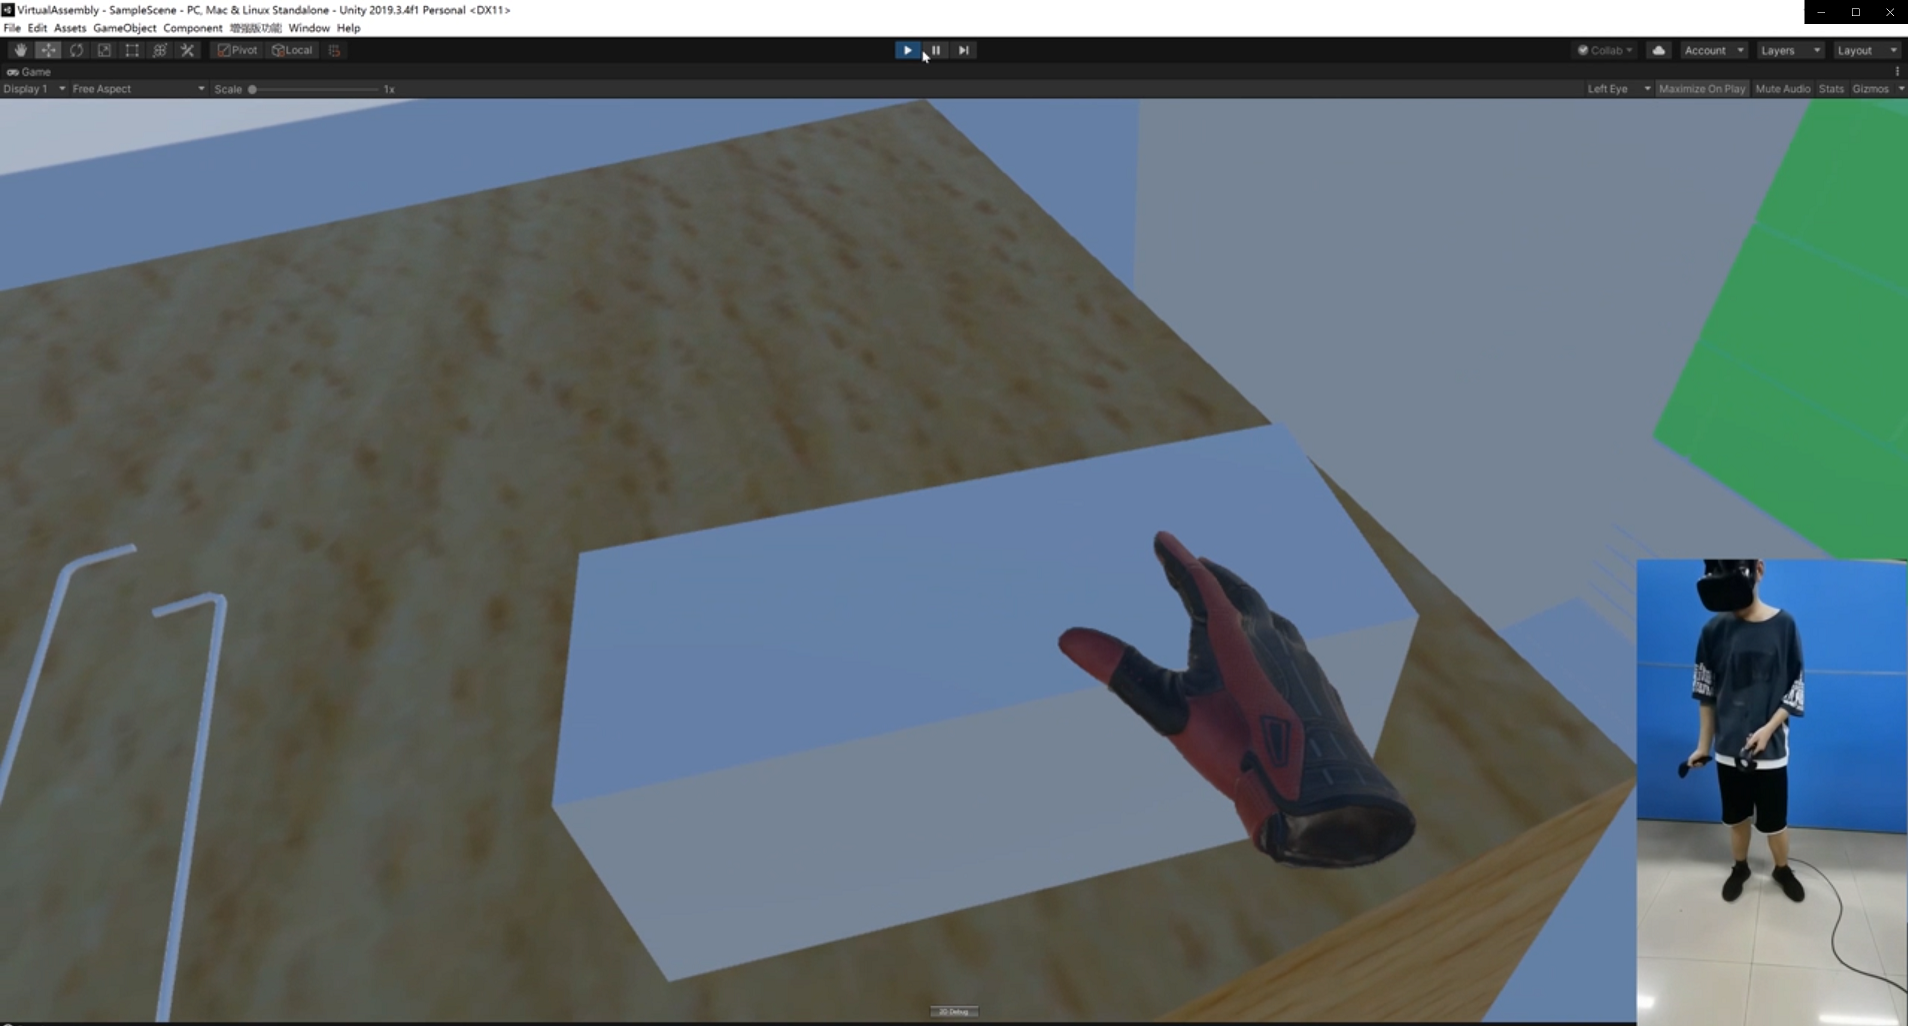 VirtualAssembly - SampleScene - PC, Mac & Linux Standalone - Unity 2019.3.4f1 Personal <DX11>
File Edit Assets GameObject Component 增强版功能 Window Help
Pivot Local Collab Account Layers Layout
Game
Display 1 Free Aspect Scale 1x Left Eye Maximize On Play Mute Audio Stats Gizmos
2D Debug